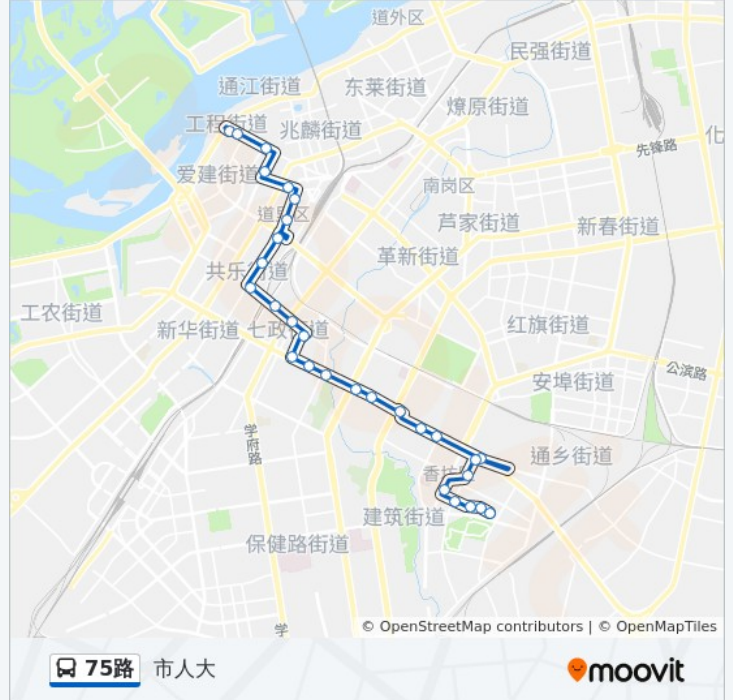 道外区
民强街道
通江街道
东莱街道
燎原街道
工程街道
兆麟街道
化
先锋路
爱建街道
南岗区
道里区
芦家街道
新春街道
革新街道
共乐街道
工农街道
新华街道
七政街道
红旗街道
公滨路
安埠街道
学府路
通乡街道
香坊
建筑街道
保健路街道
学
© OpenStreetMap contributors | © OpenMapTiles
75路 市人大
moovit